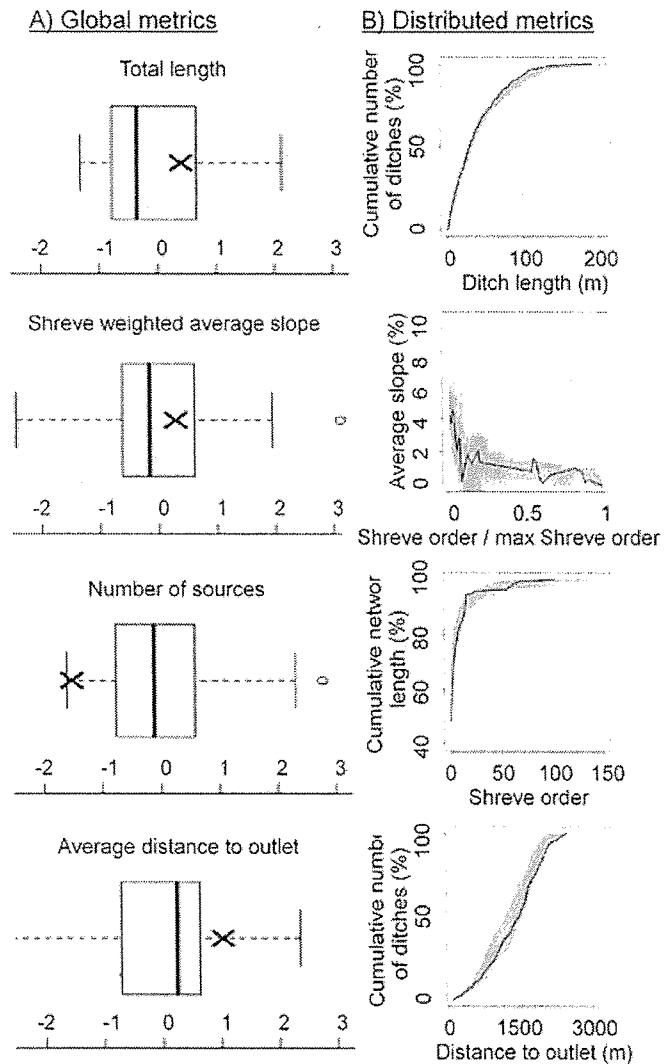 A) Global metrics
Total length
-2 -1 0 1 2 3
Shreve weighted average slope
-2 -1 0 1 2 3
Number of sources
-2 -1 0 1 2 3
Average distance to outlet
-2 -1 0 1 2 3
B) Distributed metrics
Cumulative number
of ditches (%)
0 50 100
0 100 200
Ditch length (m)
Average slope (%)
0 2 4 6 8 10
0 0.5 1
Shreve order / max Shreve order
Cumulative networ
length (%)
40 60 80 100
0 50 100 150
Shreve order
Cumulative numb
of ditches (%)
0 50 100
0 1500 3000
Distance to outlet (m)